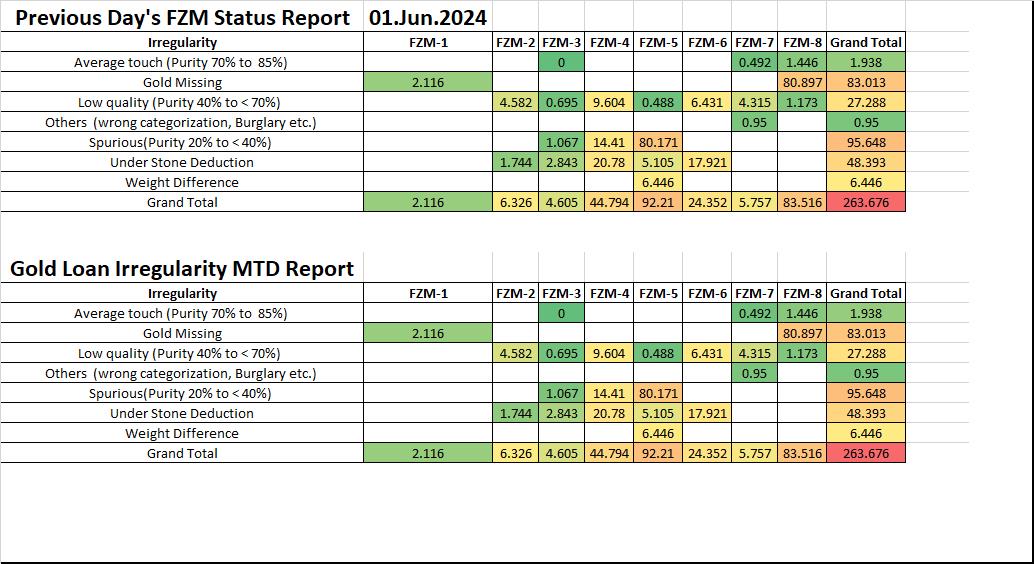 Previous Day's FZM Status Report 01.Jun.2024
Irregularity FZM-1 FZM-2 FZM-3 FZM-4 FZM-5 FZM-6 FZM-7 FZM-8 Grand Total
Average touch (Purity 70% to 85%) 0 0.492 1.446 1.938
Gold Missing 2.116 80.897 83.013
Low quality (Purity 40% to < 70%) 4.582 0.695 9.604 0.488 6.431 4.315 1.173 27.288
Others (wrong categorization, Burglary etc.) 0.95 0.95
Spurious(Purity 20% to < 40%) 1.067 14.41 80.171 95.648
Under Stone Deduction 1.744 2.843 20.78 5.105 17.921 48.393
Weight Difference 6.446 6.446
Grand Total 2.116 6.326 4.605 44.794 92.21 24.352 5.757 83.516 263.676
Gold Loan Irregularity MTD Report
Irregularity FZM-1 FZM-2 FZM-3 FZM-4 FZM-5 FZM-6 FZM-7 FZM-8 Grand Total
Average touch (Purity 70% to 85%) 0 0.492 1.446 1.938
Gold Missing 2.116 80.897 83.013
Low quality (Purity 40% to < 70%) 4.582 0.695 9.604 0.488 6.431 4.315 1.173 27.288
Others (wrong categorization, Burglary etc.) 0.95 0.95
Spurious(Purity 20% to < 40%) 1.067 14.41 80.171 95.648
Under Stone Deduction 1.744 2.843 20.78 5.105 17.921 48.393
Weight Difference 6.446 6.446
Grand Total 2.116 6.326 4.605 44.794 92.21 24.352 5.757 83.516 263.676